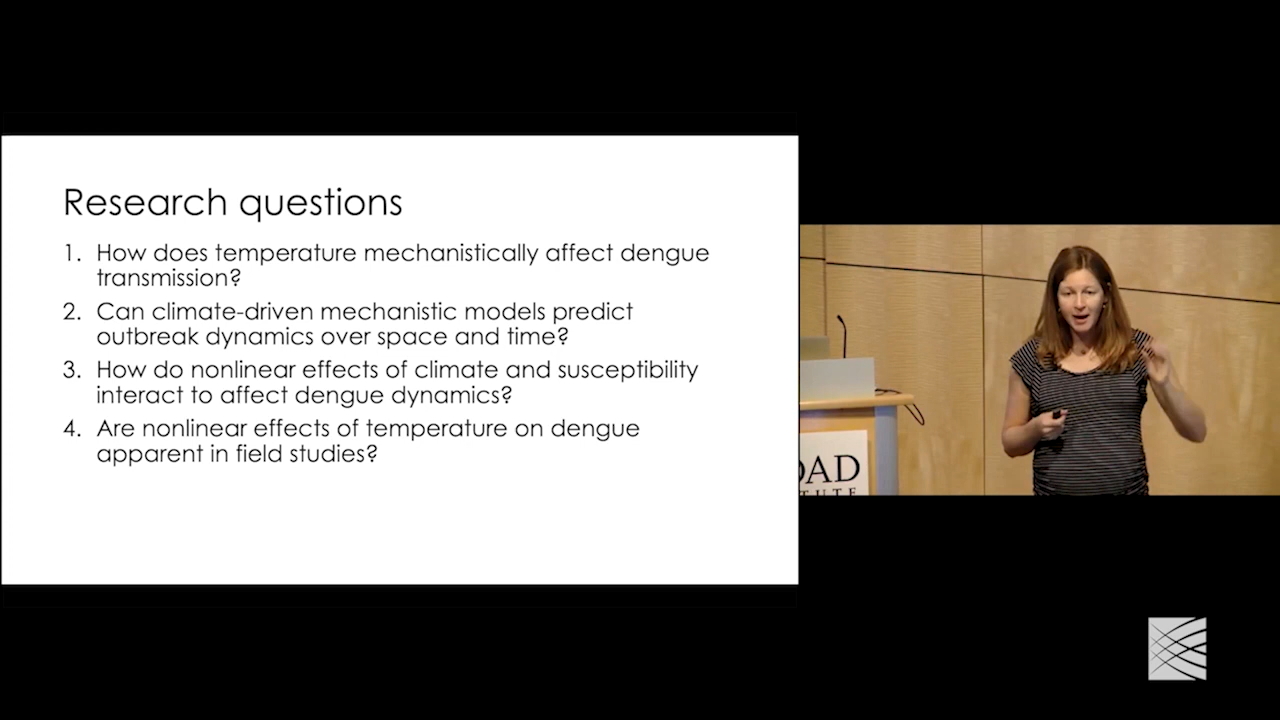 Research questions
1. How does temperature mechanistically affect dengue
transmission?
2. Can climate-driven mechanistic models predict
outbreak dynamics over space and time?
3. How do nonlinear effects of climate and susceptibility
interact to affect dengue dynamics?
4. Are nonlinear effects of temperature on dengue
apparent in field studies?
OAD
ITUTE